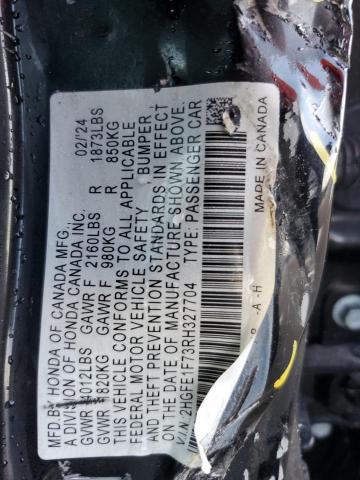 MFD.BY HONDA OF CANADA MFG., 02/'24
A DIVISION OF HONDA CANADA INC.
GVWR 4012LBS GAWR F 2160LBS R 1873LBS
GVWR 1820KG GAWR F 980KG R 850KG
THIS VEHICLE CONFORMS TO ALL APPLICABLE
FEDERAL MOTOR VEHICLE SAFETY, BUMPER
AND THEFT PREVENTION STANDARDS IN EFFECT
ON THE DATE OF MANUFACTURE SHOWN ABOVE.
V.I.N: 2HGFE1F73RH327704 TYPE: PASSENGER CAR
MADE IN CANADA
-A -H